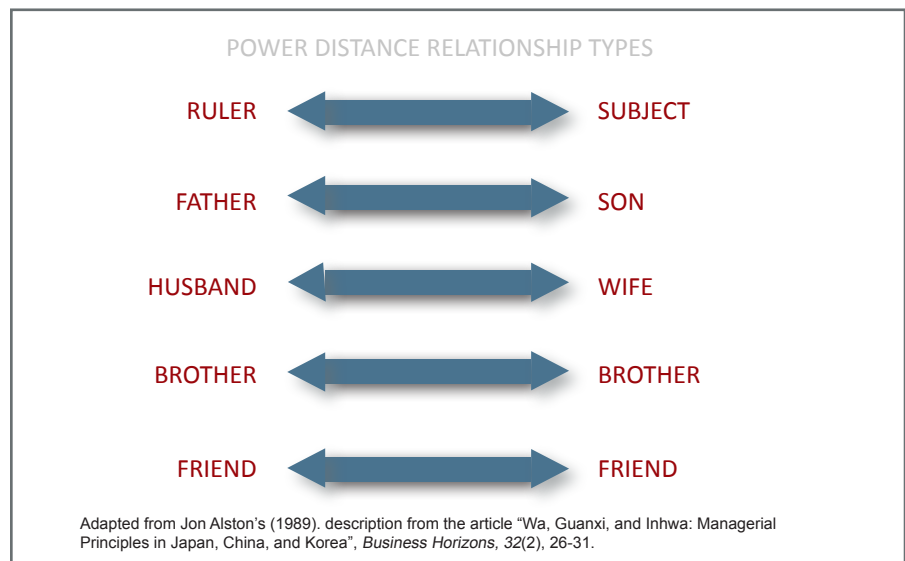 POWER DISTANCE RELATIONSHIP TYPES
RULER SUBJECT
FATHER SON
HUSBAND WIFE
BROTHER BROTHER
FRIEND FRIEND
Adapted from Jon Alston's (1989). description from the article “Wa, Guanxi, and Inhwa: Managerial
Principles in Japan, China, and Korea”, Business Horizons, 32(2), 26-31.